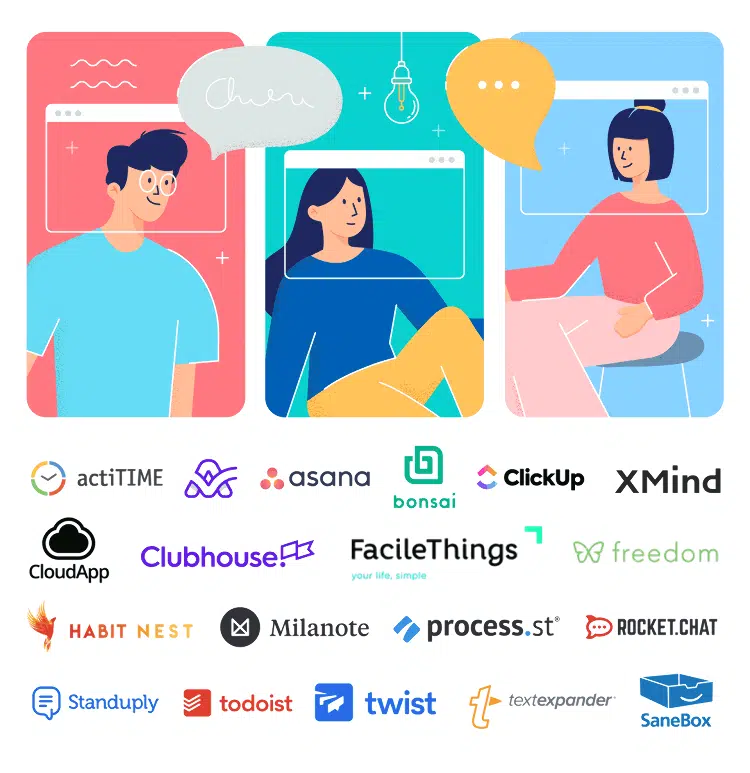 actiTIME
asana
bonsai
ClickUp
XMind
CloudApp
Clubhouse!
FacileThings
your life, simple
freedom
HABIT NEST
Milanote
process.st®
ROCKET.CHAT
Standuply
todoist
twist
textexpander
SaneBox